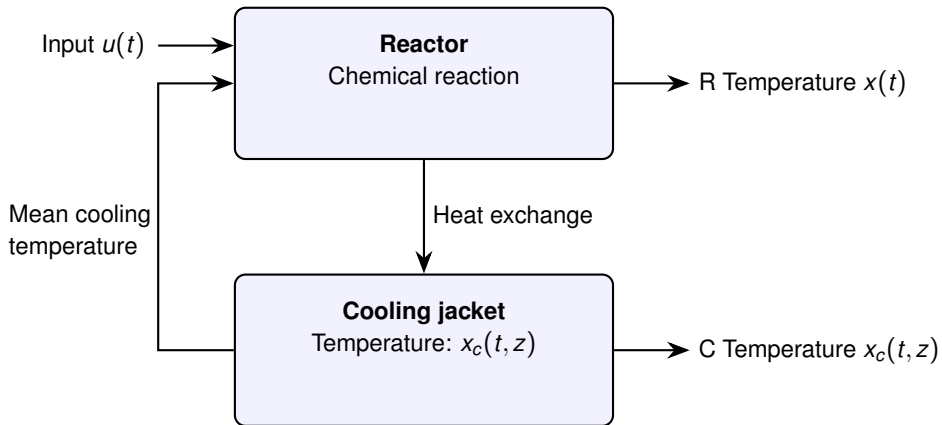 Input u(t)
Reactor
Chemical reaction
R Temperature x(t)
Mean cooling
temperature
Heat exchange
Cooling jacket
Temperature: x_c(t, z)
C Temperature x_c(t, z)